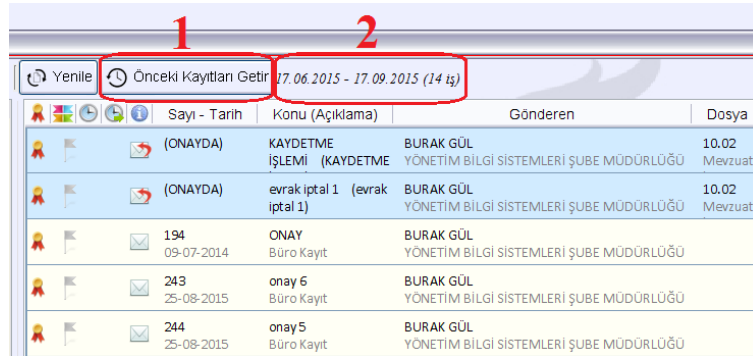 1 2
Yenile Önceki Kayıtları Getir 17.06.2015 - 17.09.2015 (14 iş)
Sayı - Tarih Konu (Açıklama) Gönderen Dosya
(ONAYDA) KAYDETME BURAK GÜL 10.02
İŞLEMİ (KAYDETME YÖNETİM BİLGİ SİSTEMLERİ ŞUBE MÜDÜRLÜĞÜ Mevzuat
(ONAYDA) evrak iptal 1 (evrak BURAK GÜL 10.02
iptal 1) YÖNETİM BİLGİ SİSTEMLERİ ŞUBE MÜDÜRLÜĞÜ Mevzuat
194 ONAY BURAK GÜL
09-07-2014 Büro Kayıt YÖNETİM BİLGİ SİSTEMLERİ ŞUBE MÜDÜRLÜĞÜ
243 onay 6 BURAK GÜL
25-08-2015 Büro Kayıt YÖNETİM BİLGİ SİSTEMLERİ ŞUBE MÜDÜRLÜĞÜ
244 onay 5 BURAK GÜL
25-08-2015 Büro Kayıt YÖNETİM BİLGİ SİSTEMLERİ ŞUBE MÜDÜRLÜĞÜ